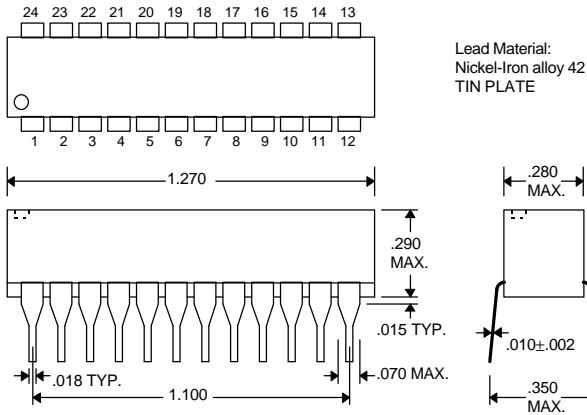 24 23 22 21 20 19 18 17 16 15 14 13
Lead Material:
Nickel-Iron alloy 42
TIN PLATE
1 2 3 4 5 6 7 8 9 10 11 12
1.270
.280
MAX.
.290
MAX.
.015 TYP.
.010±.002
.018 TYP.
.070 MAX.
1.100
.350
MAX.